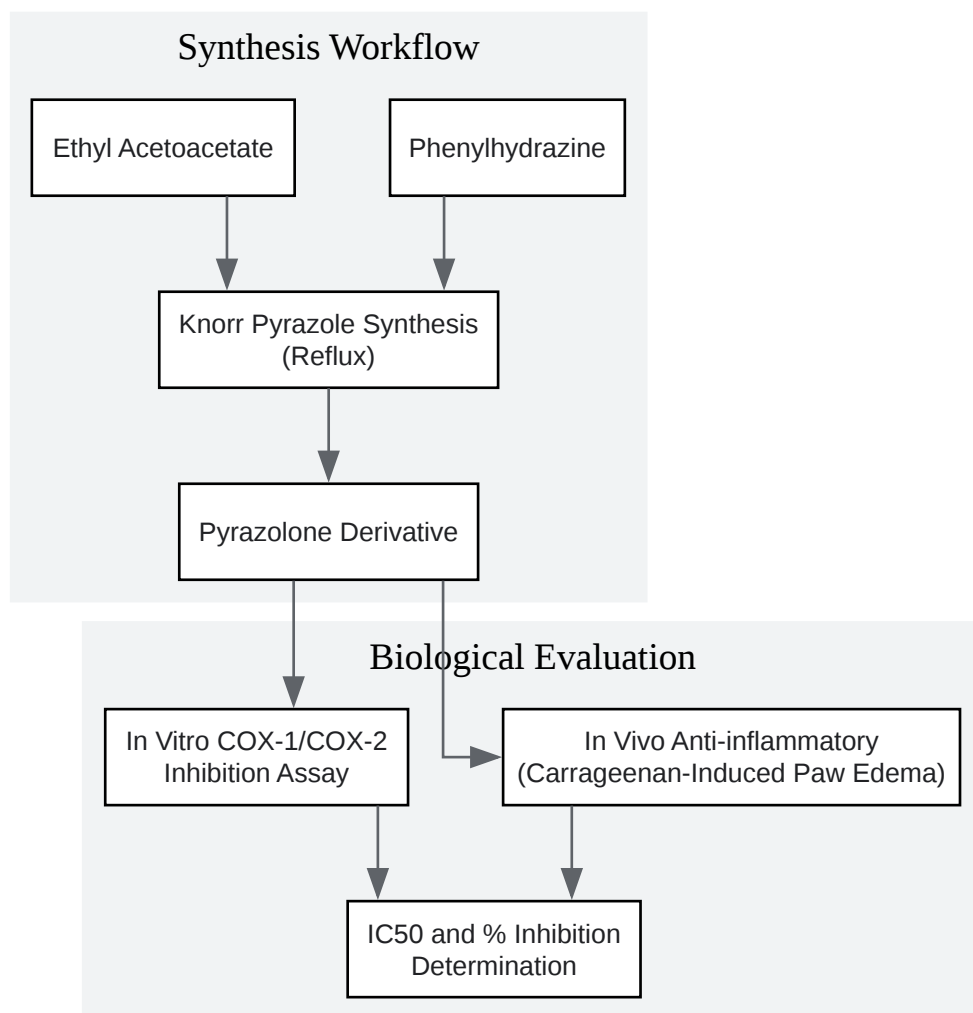 Synthesis Workflow
Ethyl Acetoacetate
Phenylhydrazine
Knorr Pyrazole Synthesis
(Reflux)
Pyrazolone Derivative
Biological Evaluation
In Vitro COX-1/COX-2
Inhibition Assay
In Vivo Anti-inflammatory
(Carrageenan-Induced Paw Edema)
IC50 and % Inhibition
Determination